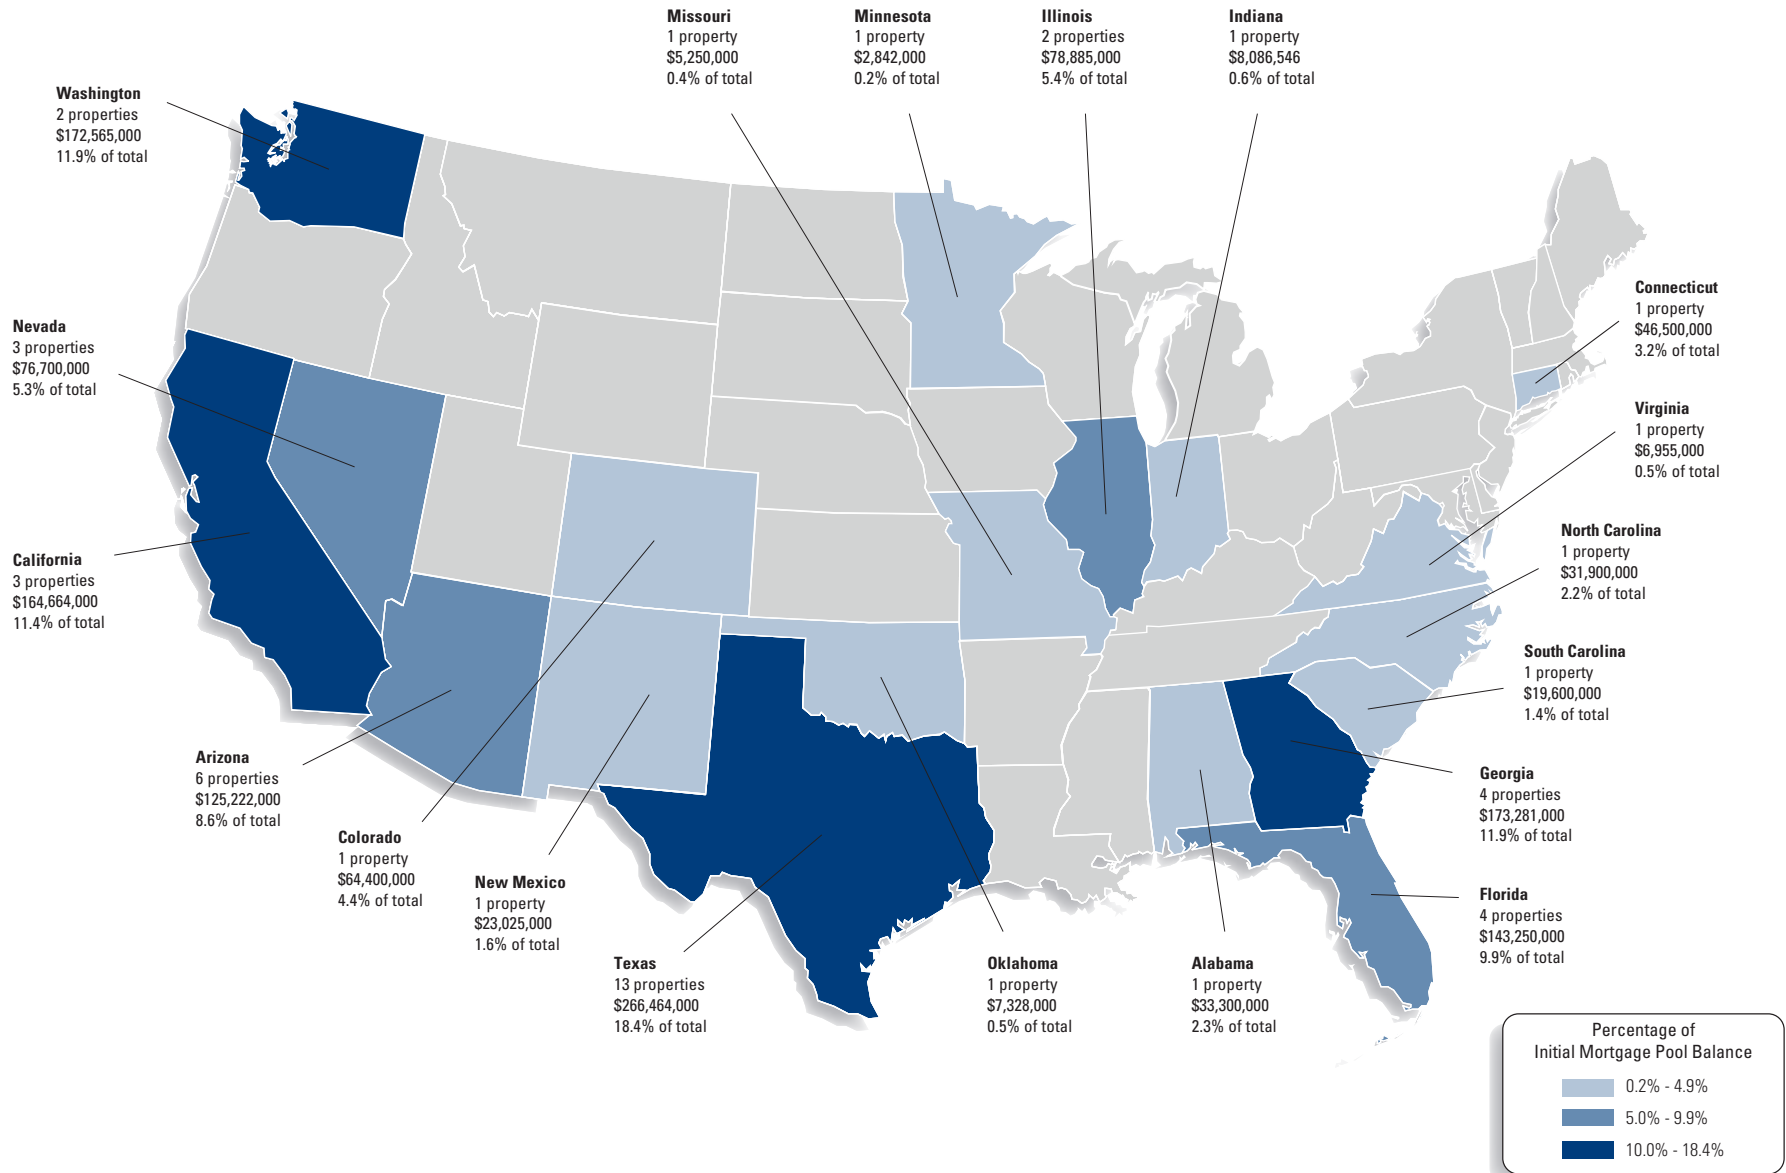 Missouri
1 property
$5,250,000
0.4% of total
Minnesota
1 property
$2,842,000
0.2% of total
Illinois
2 properties
$78,885,000
5.4% of total
Indiana
1 property
$8,086,546
0.6% of total
Washington
2 properties
$172,565,000
11.9% of total
Connecticut
1 property
$46,500,000
3.2% of total
Nevada
3 properties
$76,700,000
5.3% of total
Virginia
1 property
$6,955,000
0.5% of total
North Carolina
1 property
$31,900,000
2.2% of total
California
3 properties
$164,664,000
11.4% of total
South Carolina
1 property
$19,600,000
1.4% of total
Arizona
6 properties
$125,222,000
8.6% of total
Georgia
4 properties
$173,281,000
11.9% of total
Colorado
1 property
$64,400,000
4.4% of total
New Mexico
1 property
$23,025,000
1.6% of total
Florida
4 properties
$143,250,000
9.9% of total
Texas
13 properties
$266,464,000
18.4% of total
Oklahoma
1 property
$7,328,000
0.5% of total
Alabama
1 property
$33,300,000
2.3% of total
Percentage of
Initial Mortgage Pool Balance
0.2% - 4.9%
5.0% - 9.9%
10.0% - 18.4%